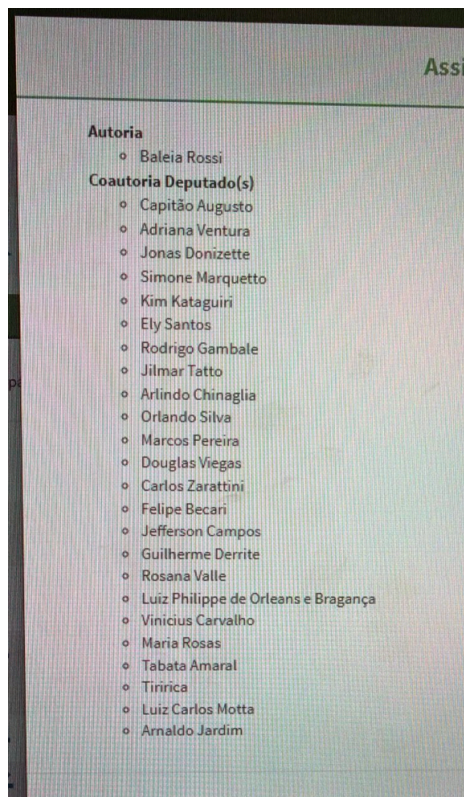 Assi
Autoria
Baleia Rossi
Coautoria Deputado(s)
Capitão Augusto
Adriana Ventura
Jonas Donizette
Simone Marquetto
Kim Kataguiri
Ely Santos
Rodrigo Gambale
Jilmar Tatto
Arlindo Chinaglia
Orlando Silva
Marcos Pereira
Douglas Viegas
Carlos Zarattini
Felipe Becari
Jefferson Campos
Guilherme Derrite
Rosana Valle
Luiz Philippe de Orleans e Bragança
Vinicius Carvalho
Maria Rosas
Tabata Amaral
Tiririca
Luiz Carlos Motta
Arnaldo Jardim